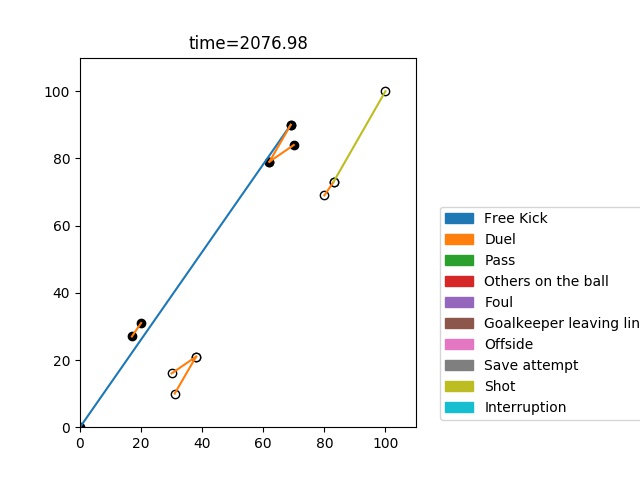 time=2076.98
100
80
60
40
20
0
0 20 40 60 80 100
Free Kick
Duel
Pass
Others on the ball
Foul
Goalkeeper leaving lin
Offside
Save attempt
Shot
Interruption